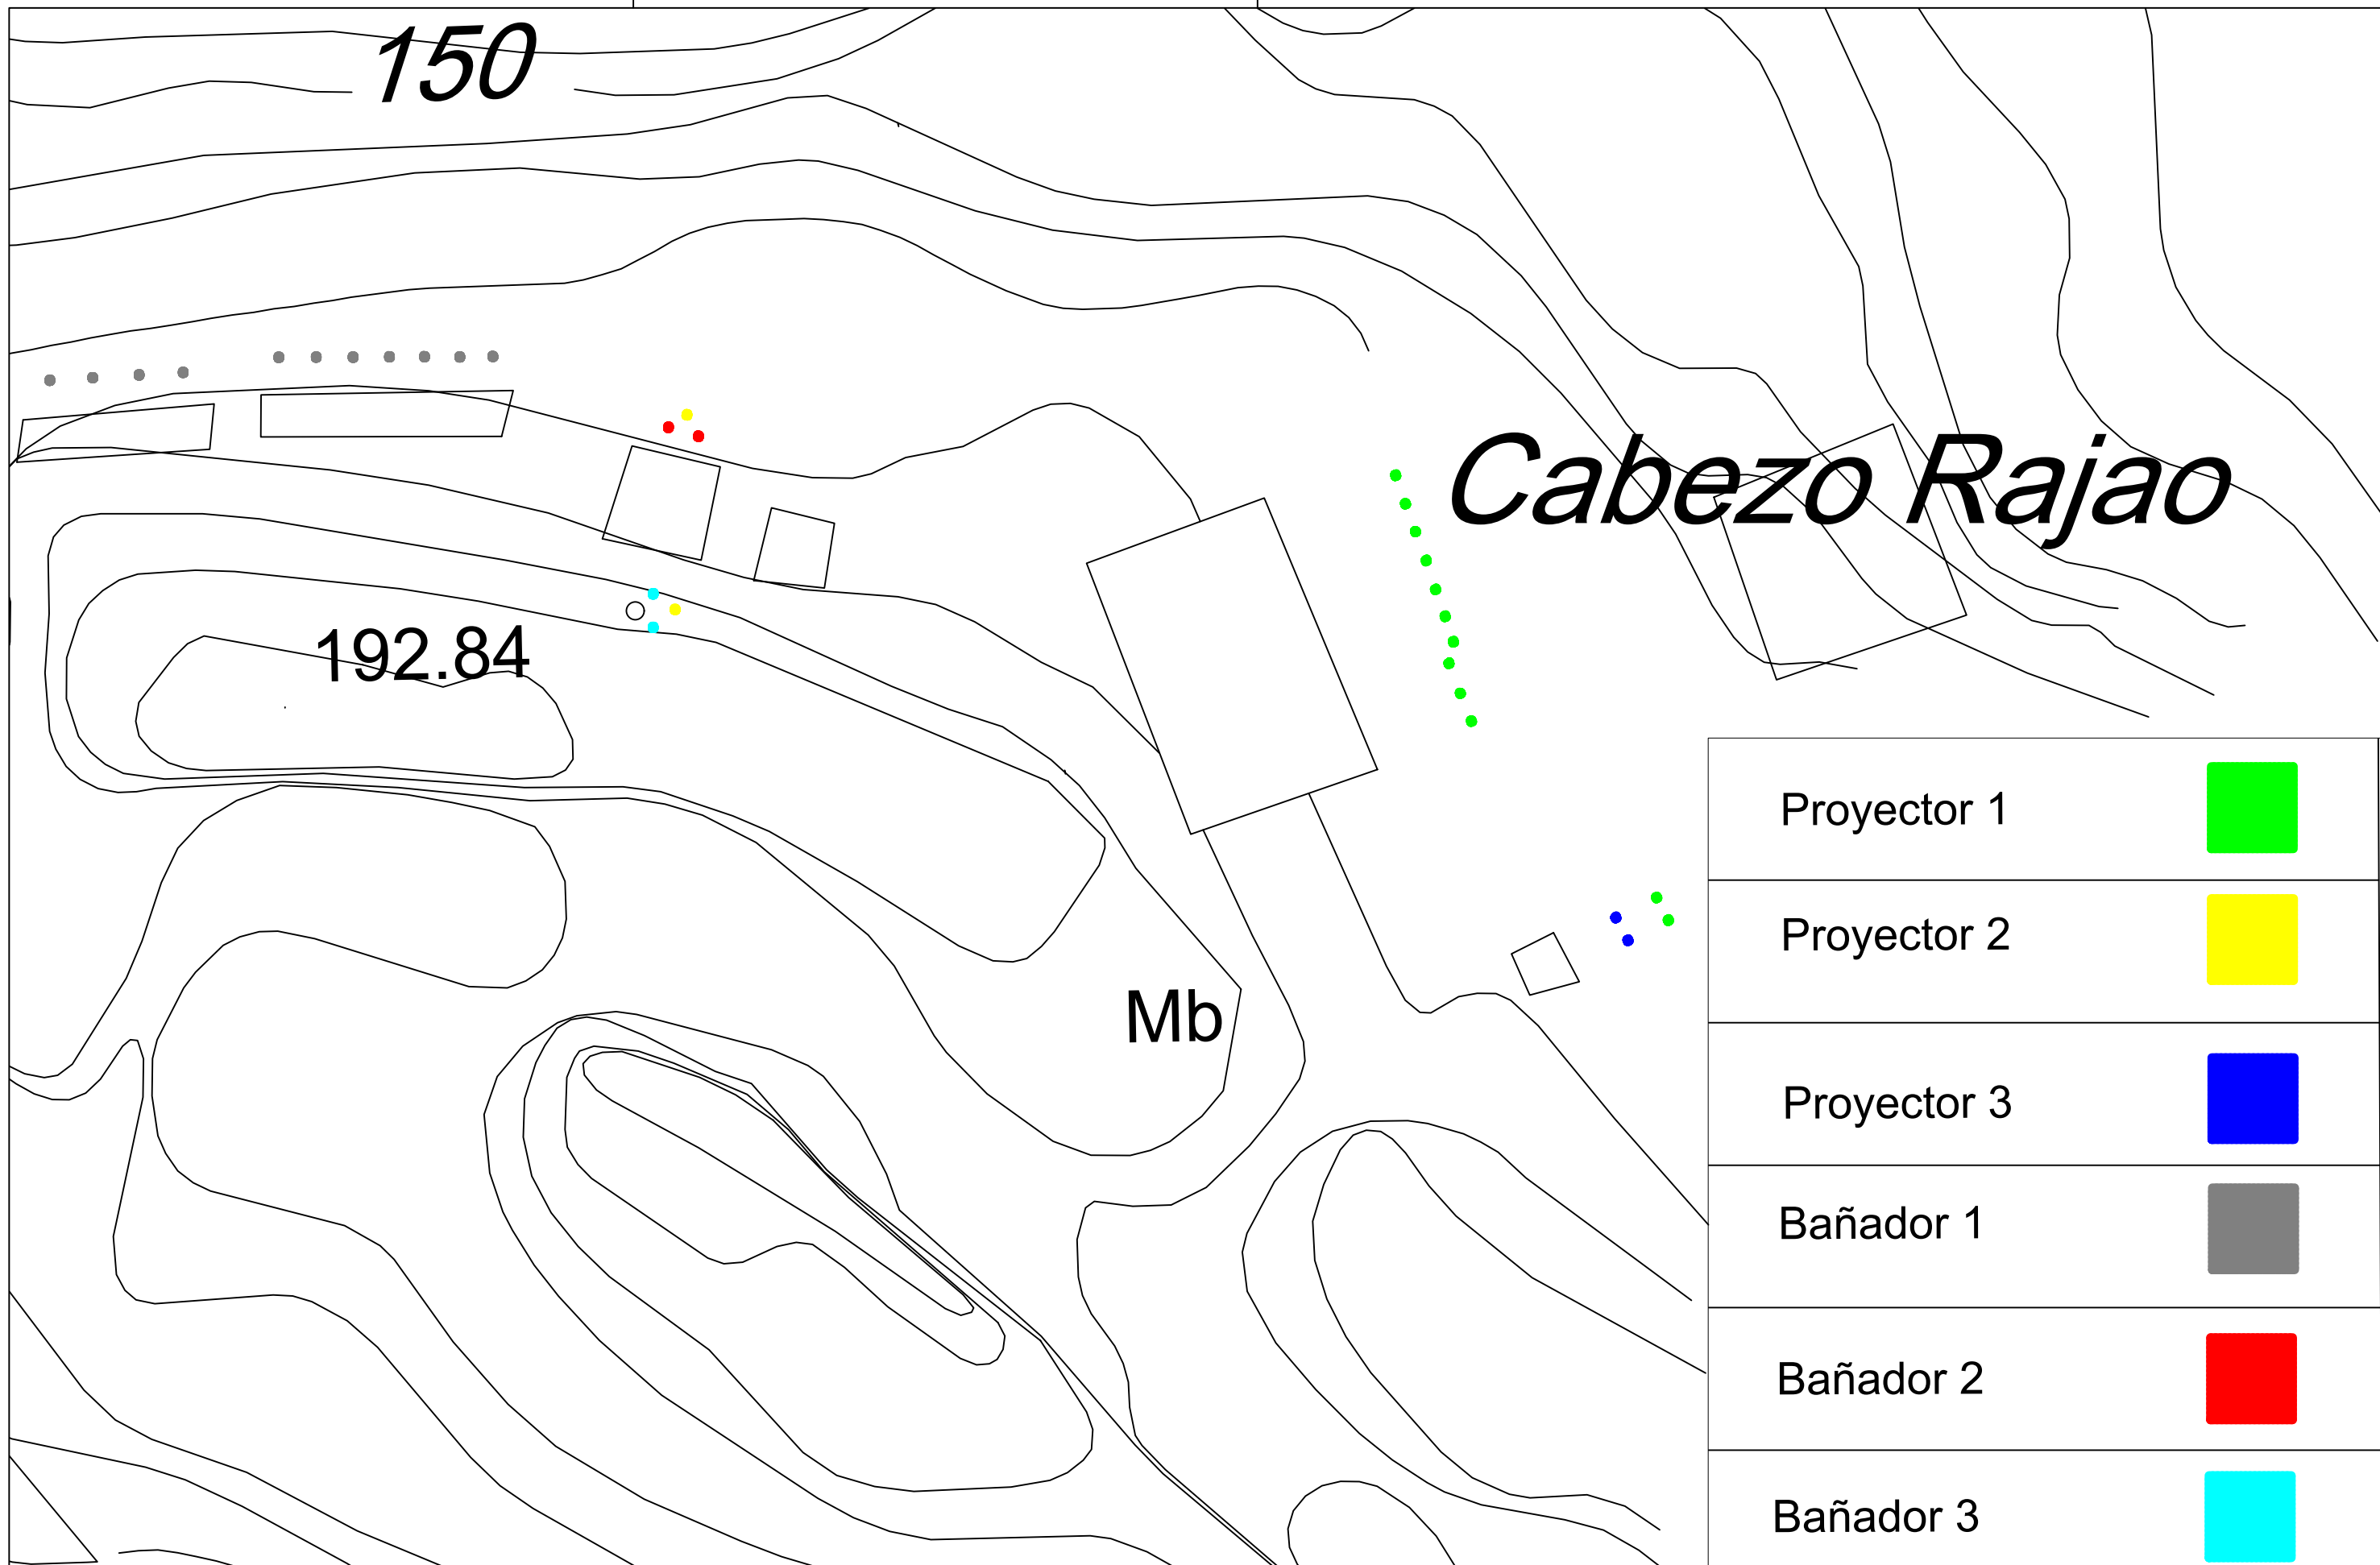 150
Cabezo Rajao
192.84
Mb
Proyector 1
Proyector 2
Proyector 3
Bañador 1
Bañador 2
Bañador 3